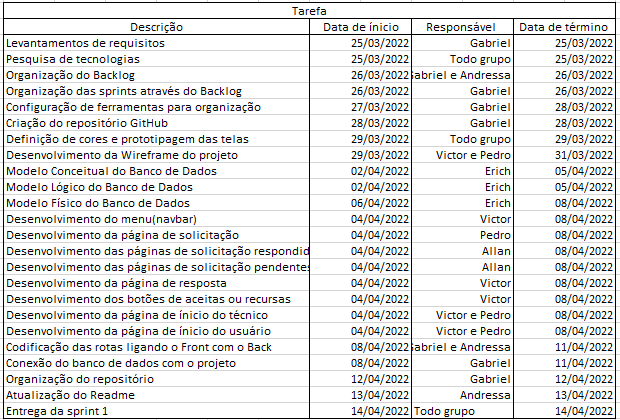 Tarefa
Descrição Data de ínicio Responsável Data de término
Levantamentos de requisitos 25/03/2022 Gabriel 25/03/2022
Pesquisa de tecnologias 25/03/2022 Todo grupo 25/03/2022
Organização do Backlog 26/03/2022 Gabriel e Andressa 26/03/2022
Organização das sprints através do Backlog 26/03/2022 Gabriel 26/03/2022
Configuração de ferramentas para organização 27/03/2022 Gabriel 28/03/2022
Criação do repositório GitHub 28/03/2022 Gabriel 28/03/2022
Definição de cores e prototipagem das telas 29/03/2022 Todo grupo 29/03/2022
Desenvolvimento da Wireframe do projeto 29/03/2022 Victor e Pedro 31/03/2022
Modelo Conceitual do Banco de Dados 02/04/2022 Erich 05/04/2022
Modelo Lógico do Banco de Dados 02/04/2022 Erich 05/04/2022
Modelo Físico do Banco de Dados 06/04/2022 Erich 08/04/2022
Desenvolvimento do menu(navbar) 04/04/2022 Victor 08/04/2022
Desenvolvimento da página de solicitação 04/04/2022 Pedro 08/04/2022
Desenvolvimento das páginas de solicitação respondid 04/04/2022 Allan 08/04/2022
Desenvolvimento das páginas de solicitação pendentes 04/04/2022 Allan 08/04/2022
Desenvolvimento da página de resposta 04/04/2022 Victor 08/04/2022
Desenvolvimento dos botões de aceitas ou recursas 04/04/2022 Victor 08/04/2022
Desenvolvimento da página de ínicio do técnico 04/04/2022 Victor e Pedro 08/04/2022
Desenvolvimento da página de ínicio do usuário 04/04/2022 Victor e Pedro 08/04/2022
Codificação das rotas ligando o Front com o Back 08/04/2022 Gabriel e Andressa 11/04/2022
Conexão do banco de dados com o projeto 08/04/2022 Gabriel 11/04/2022
Organização do repositório 12/04/2022 Gabriel 12/04/2022
Atualização do Readme 13/04/2022 Andressa 13/04/2022
Entrega da sprint 1 14/04/2022 Todo grupo 14/04/2022